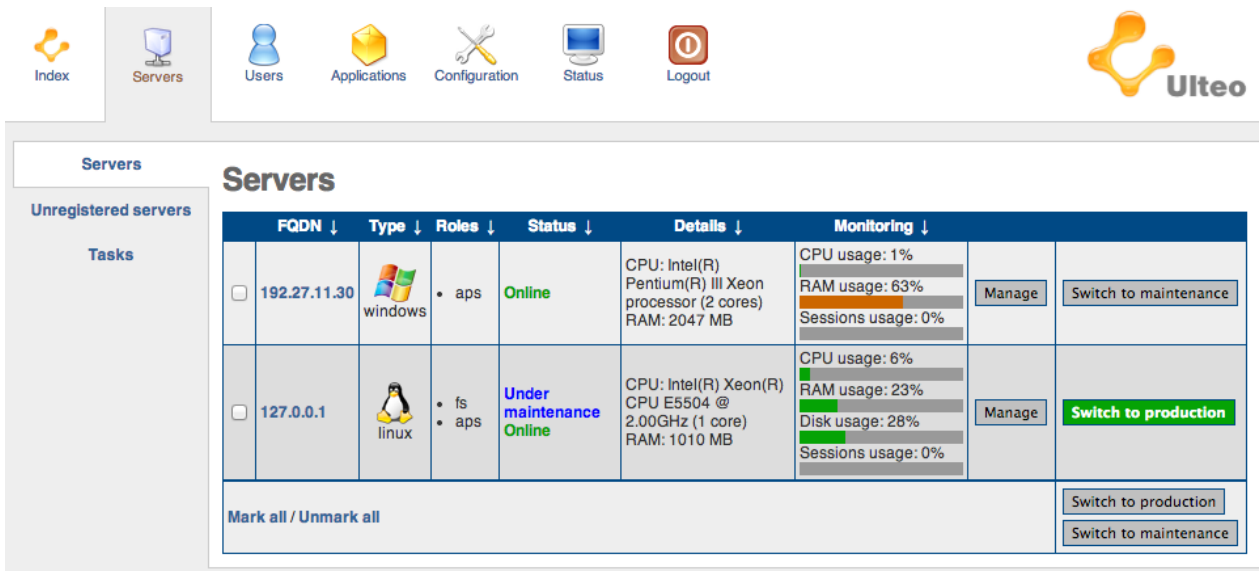 Index
Servers
Users
Applications
Configuration
Status
Logout
Ulteo
Servers
Unregistered servers
Tasks
Servers
FQDN ↓ Type ↓ Roles ↓ Status ↓ Details ↓ Monitoring ↓
192.27.11.30
windows
• aps
Online
CPU: Intel(R)
Pentium(R) III Xeon
processor (2 cores)
RAM: 2047 MB
CPU usage: 1%
RAM usage: 63%
Sessions usage: 0%
Manage
Switch to maintenance
127.0.0.1
linux
• fs
• aps
Under
maintenance
Online
CPU: Intel(R) Xeon(R)
CPU E5504 @
2.00GHz (1 core)
RAM: 1010 MB
CPU usage: 6%
RAM usage: 23%
Disk usage: 28%
Sessions usage: 0%
Manage
Switch to production
Mark all / Unmark all
Switch to production
Switch to maintenance